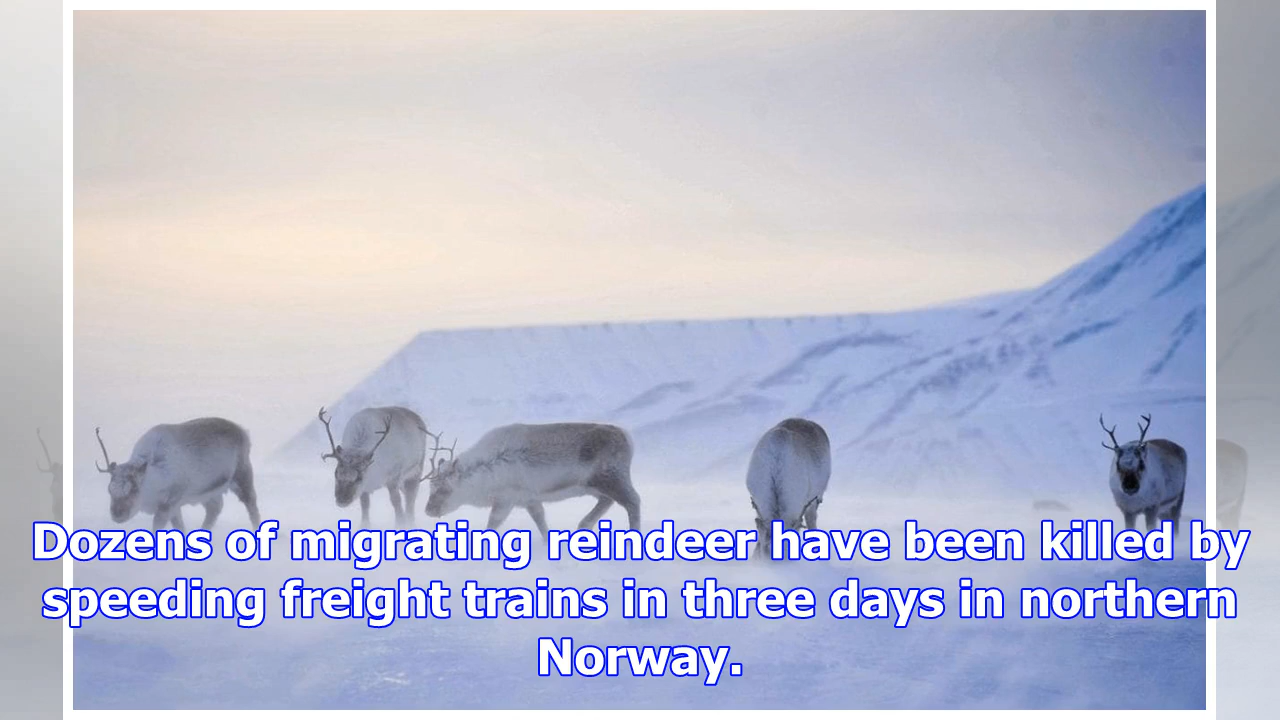 Dozens of migrating reindeer have been killed by
speeding freight trains in three days in northern
Norway.